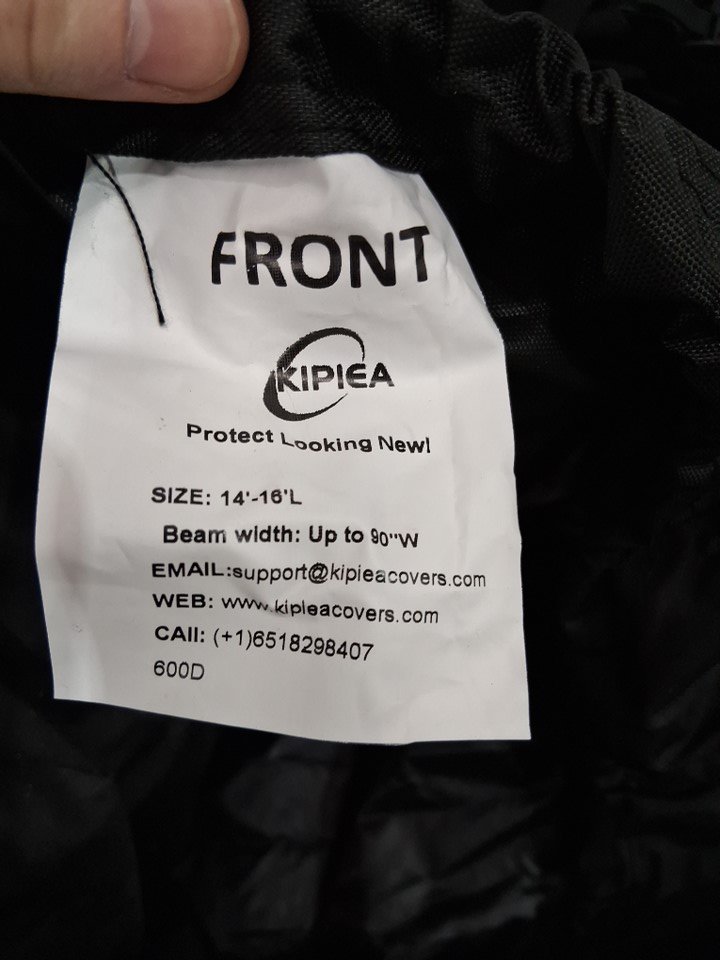 FRONT
KIPIEA
Protect Looking New!
SIZE: 14'-16'L
Beam width: Up to 90"W
EMAIL:support@kipieacovers.com
WEB: www.kipieacovers.com
CAll: (+1)6518298407
600D